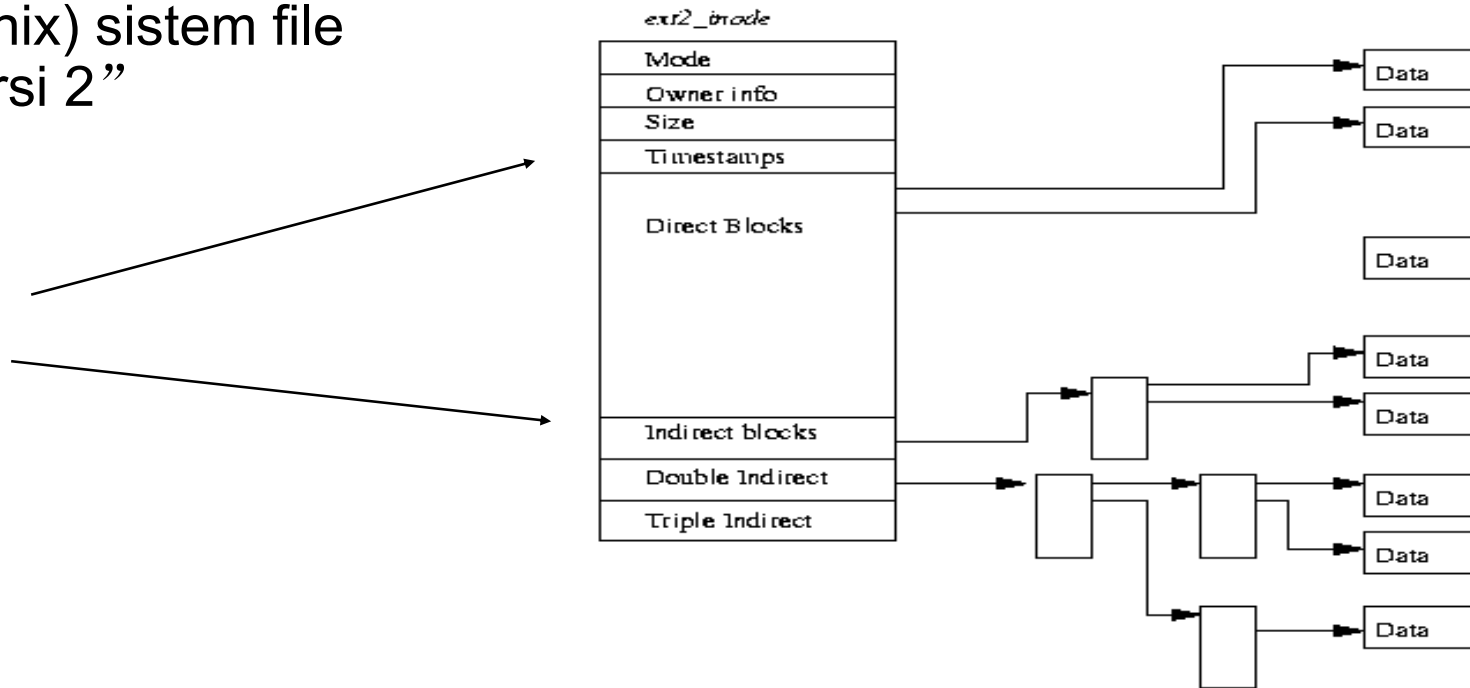 nix) sistem file
rsi 2”
ext2_inode
Mode
Owner info
Size
Timestamps
Direct Blocks
Indirect blocks
Double Indirect
Triple Indirect
Data
Data
Data
Data
Data
Data
Data
Data